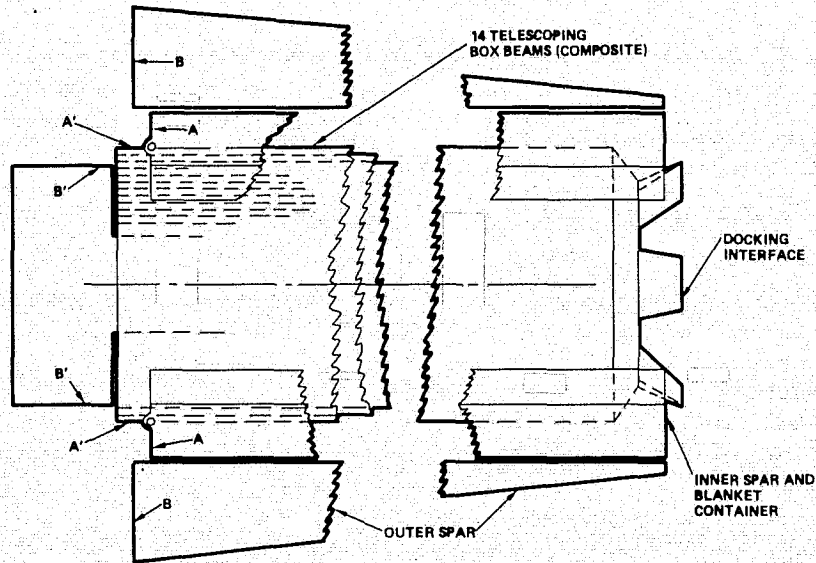 14 TELESCOPING
BOX BEAMS (COMPOSITE)
B
A'
A
B'
DOCKING
INTERFACE
B'
A'
A
B
OUTER SPAR
INNER SPAR AND
BLANKET
CONTAINER